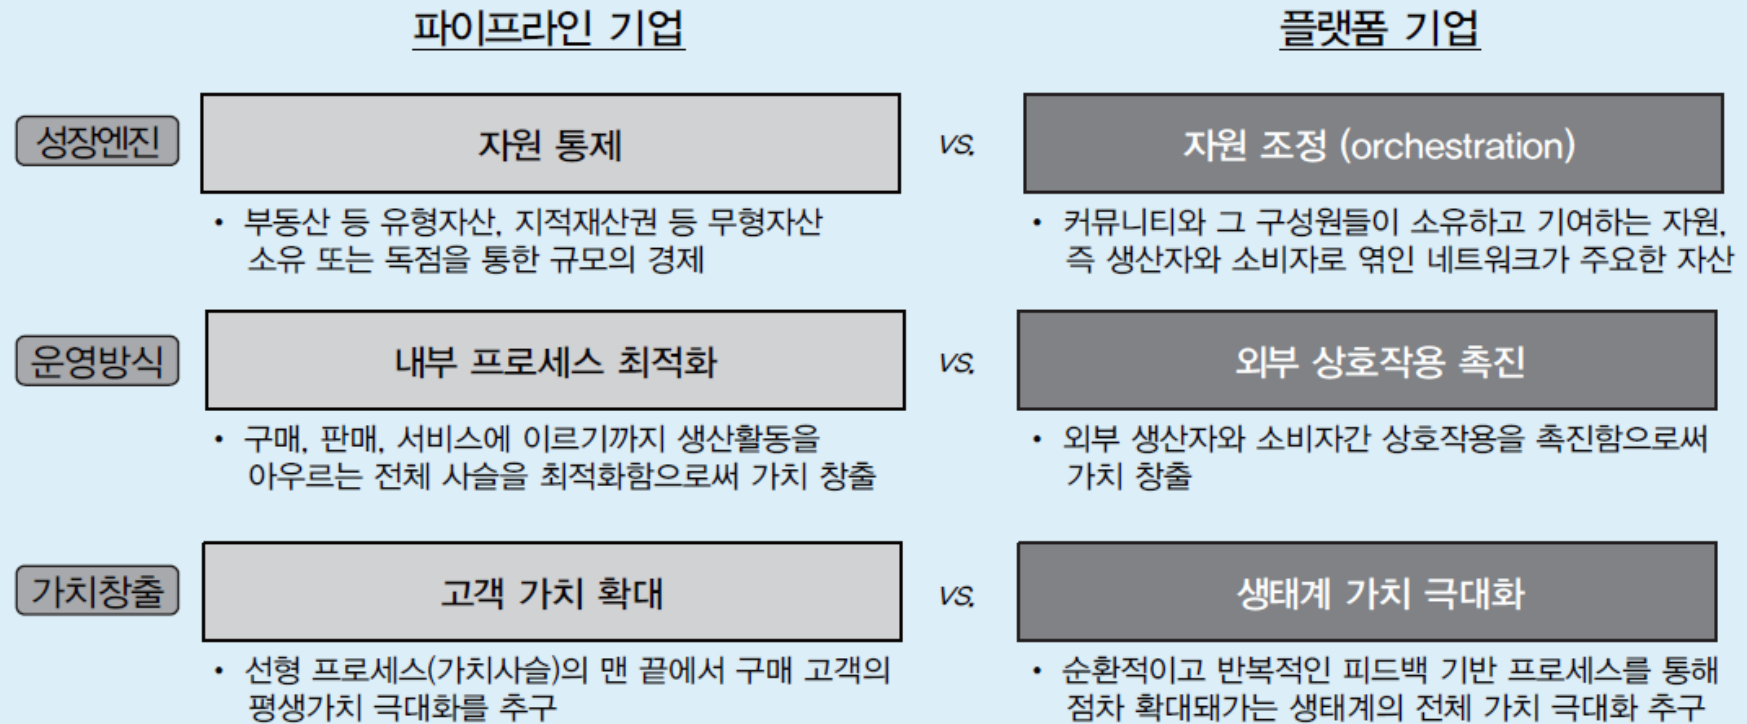 파이프라인 기업
플랫폼 기업
성장엔진
자원 통제
vs.
자원 조정 (orchestration)
• 부동산 등 유형자산, 지적재산권 등 무형자산
소유 또는 독점을 통한 규모의 경제
• 커뮤니티와 그 구성원들이 소유하고 기여하는 자원,
즉 생산자와 소비자로 엮인 네트워크가 주요한 자산
운영방식
내부 프로세스 최적화
vs.
외부 상호작용 촉진
• 구매, 판매, 서비스에 이르기까지 생산활동을
아우르는 전체 사슬을 최적화함으로써 가치 창출
• 외부 생산자와 소비자간 상호작용을 촉진함으로써
가치 창출
가치창출
고객 가치 확대
vs.
생태계 가치 극대화
• 선형 프로세스(가치사슬)의 맨 끝에서 구매 고객의
평생가치 극대화를 추구
• 순환적이고 반복적인 피드백 기반 프로세스를 통해
점차 확대돼가는 생태계의 전체 가치 극대화 추구